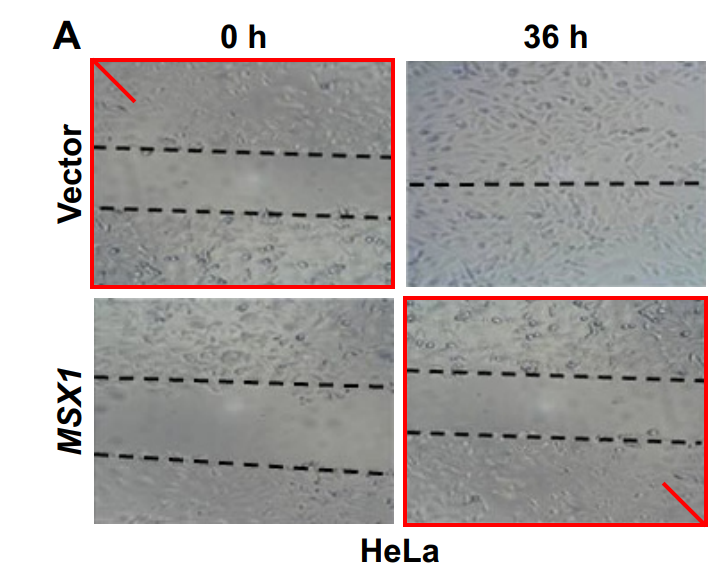 A
0 h 36 h
Vector
MSX1
HeLa